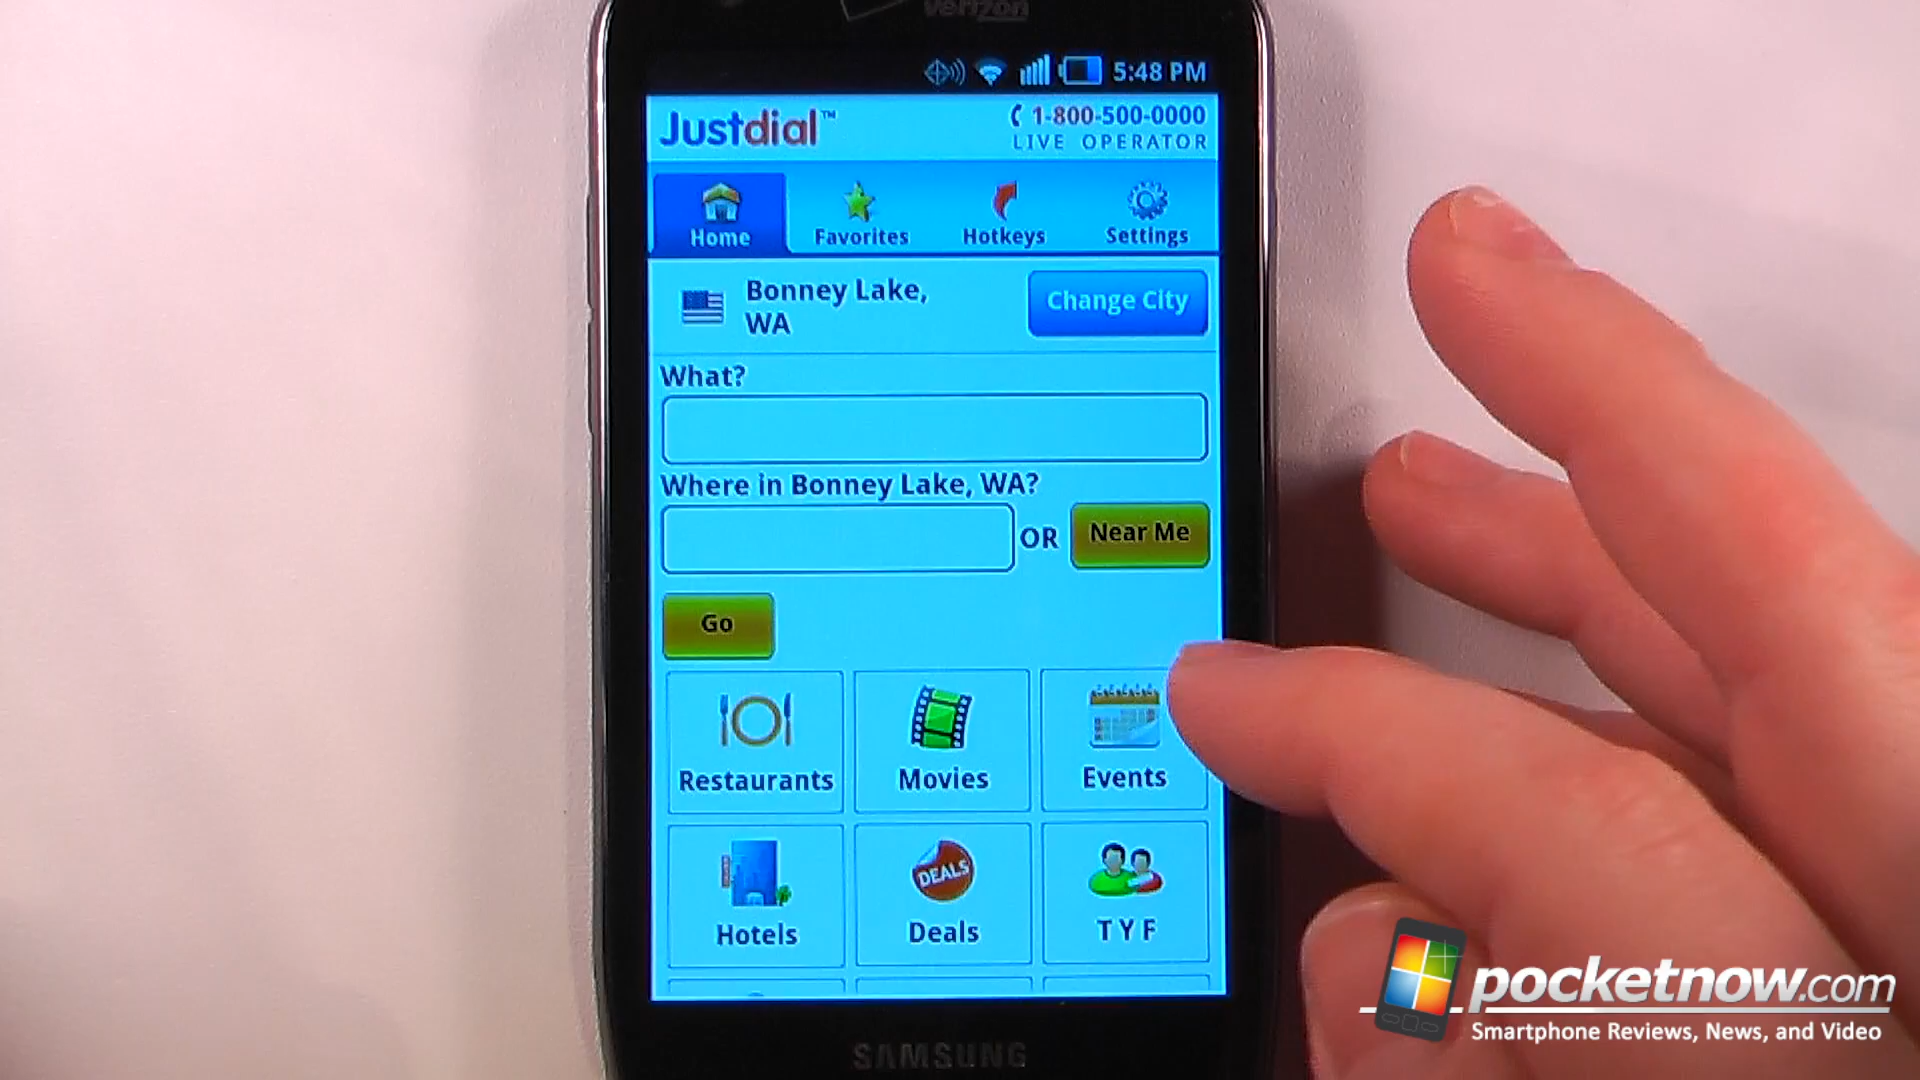 verizon
5:48 PM
Justdial™
1-800-500-0000
LIVE OPERATOR
Home
Favorites
Hotkeys
Settings
Bonney Lake,
WA
Change City
What?
Where in Bonney Lake, WA?
OR
Near Me
Go
Restaurants
Movies
Events
Hotels
DEALS
Deals
T Y F
SAMSUNG
pocketnow.com
Smartphone Reviews, News, and Video